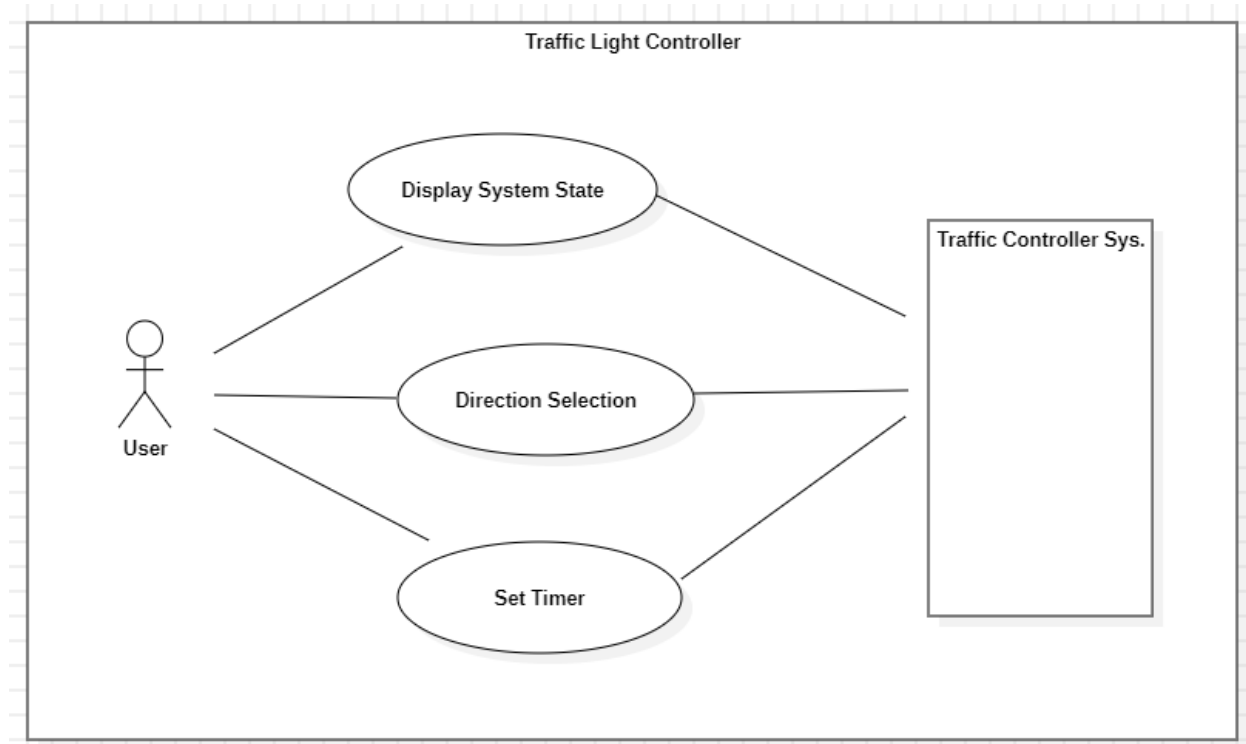 Traffic Light Controller
Display System State
Traffic Controller Sys.
Direction Selection
User
Set Timer